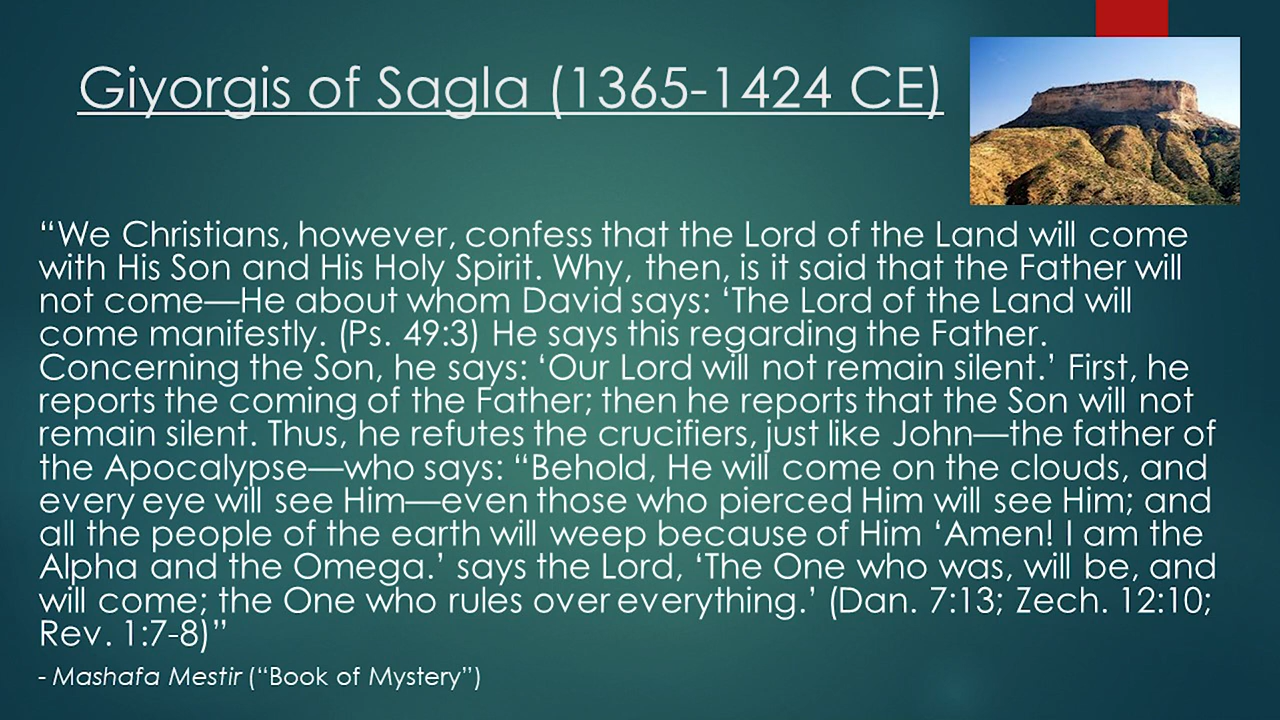 Giyorgis of Sagla (1365-1424 CE)
“We Christians, however, confess that the Lord of the Land will come
with His Son and His Holy Spirit. Why, then, is it said that the Father will
not come—He about whom David says: ‘The Lord of the Land will
come manifestly. (Ps. 49:3) He says this regarding the Father.
Concerning the Son, he says: ‘Our Lord will not remain silent.’ First, he
reports the coming of the Father; then he reports that the Son will not
remain silent. Thus, he refutes the crucifiers, just like John—the father of
the Apocalypse—who says: “Behold, He will come on the clouds, and
every eye will see Him—even those who pierced Him will see Him; and
all the people of the earth will weep because of Him ‘Amen! I am the
Alpha and the Omega.’ says the Lord, ‘The One who was, will be, and
will come; the One who rules over everything.’ (Dan. 7:13; Zech. 12:10;
Rev. 1:7-8)”
- Mashafa Mestir (“Book of Mystery”)